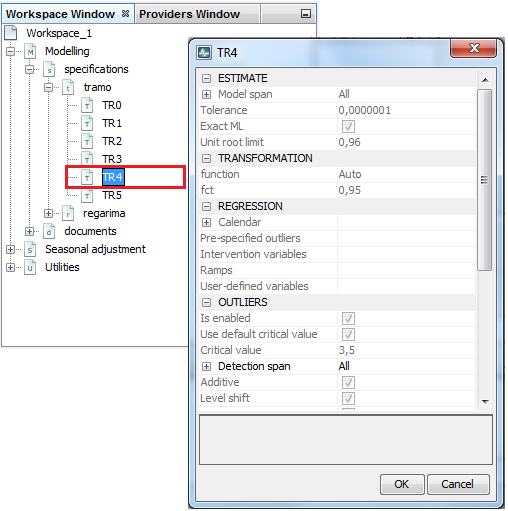 Workspace Window
Providers Window
Workspace_1
Modelling
s specifications
t tramo
T TR0
T TR1
T TR2
T TR3
T TR4
T TR5
r regarima
d documents
s Seasonal adjustment
u Utilities
TR4
ESTIMATE
Model span All
Tolerance 0,0000001
Exact ML
Unit root limit 0,96
TRANSFORMATION
function Auto
fct 0,95
REGRESSION
Calendar
Pre-specified outliers
Intervention variables
Ramps
User-defined variables
OUTLIERS
Is enabled
Use default critical value
Critical value 3,5
Detection span All
Additive
Level shift
OK Cancel